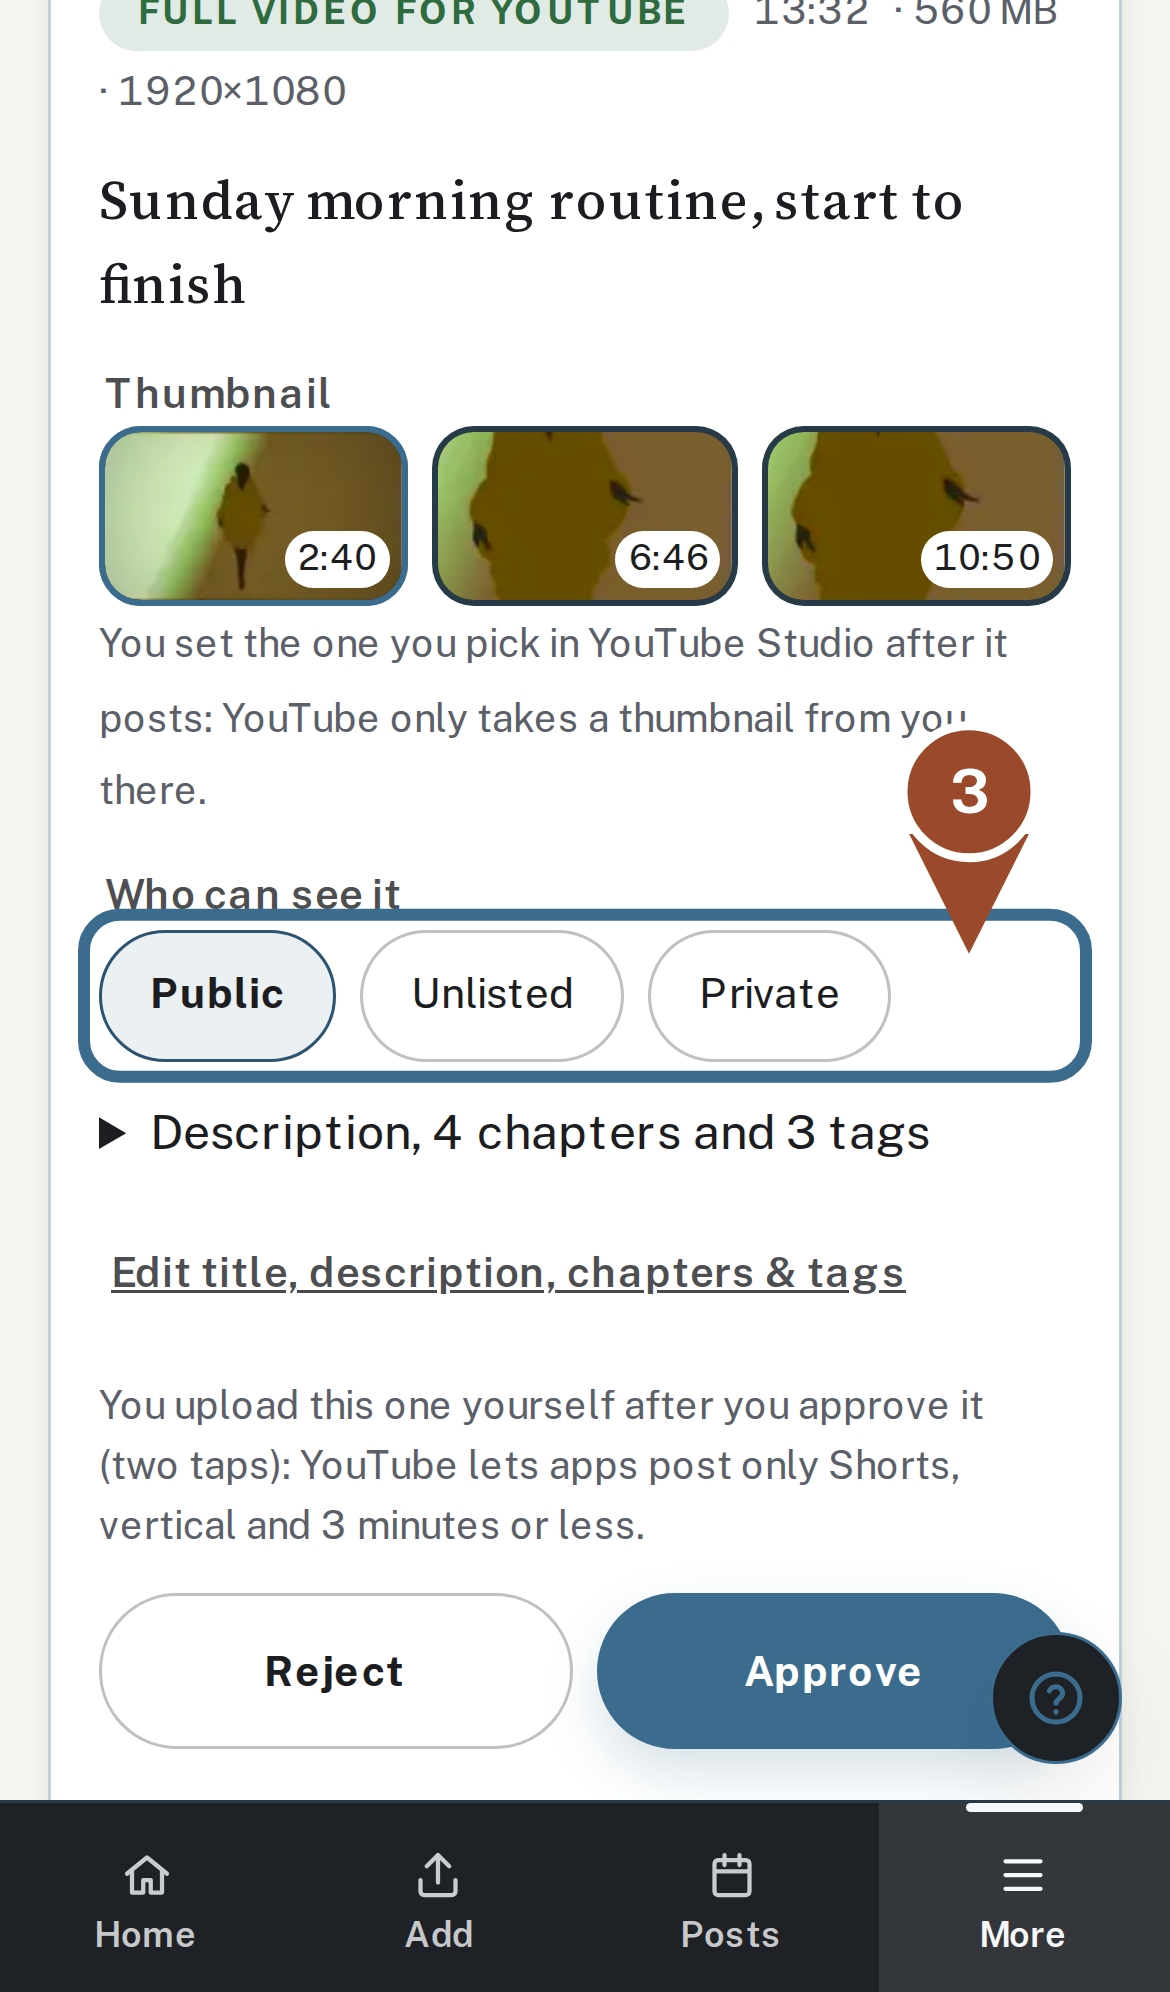 FULL VIDEO FOR YOUTUBE 13:32 · 560 MB
· 1920×1080
Sunday morning routine, start to
finish
Thumbnail
2:40 6:46 10:50
You set the one you pick in YouTube Studio after it
posts: YouTube only takes a thumbnail from you
there.
3
Who can see it
Public Unlisted Private
▶ Description, 4 chapters and 3 tags
Edit title, description, chapters & tags
You upload this one yourself after you approve it
(two taps): YouTube lets apps post only Shorts,
vertical and 3 minutes or less.
Reject Approve
?
Home Add Posts More